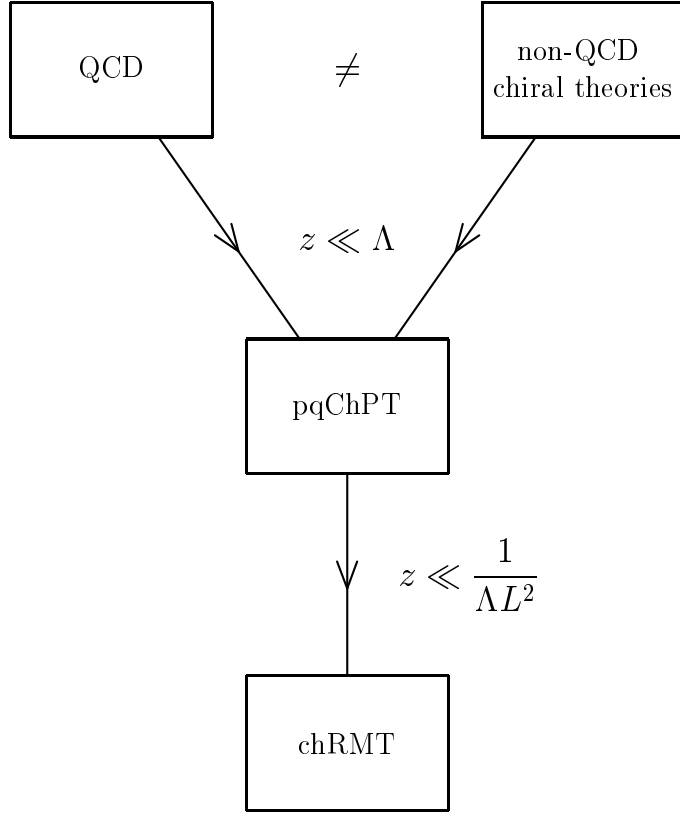 QCD
≠
non-QCD
chiral theories
z ≪ Λ
pqChPT
z ≪ 1/(ΛL²)
chRMT